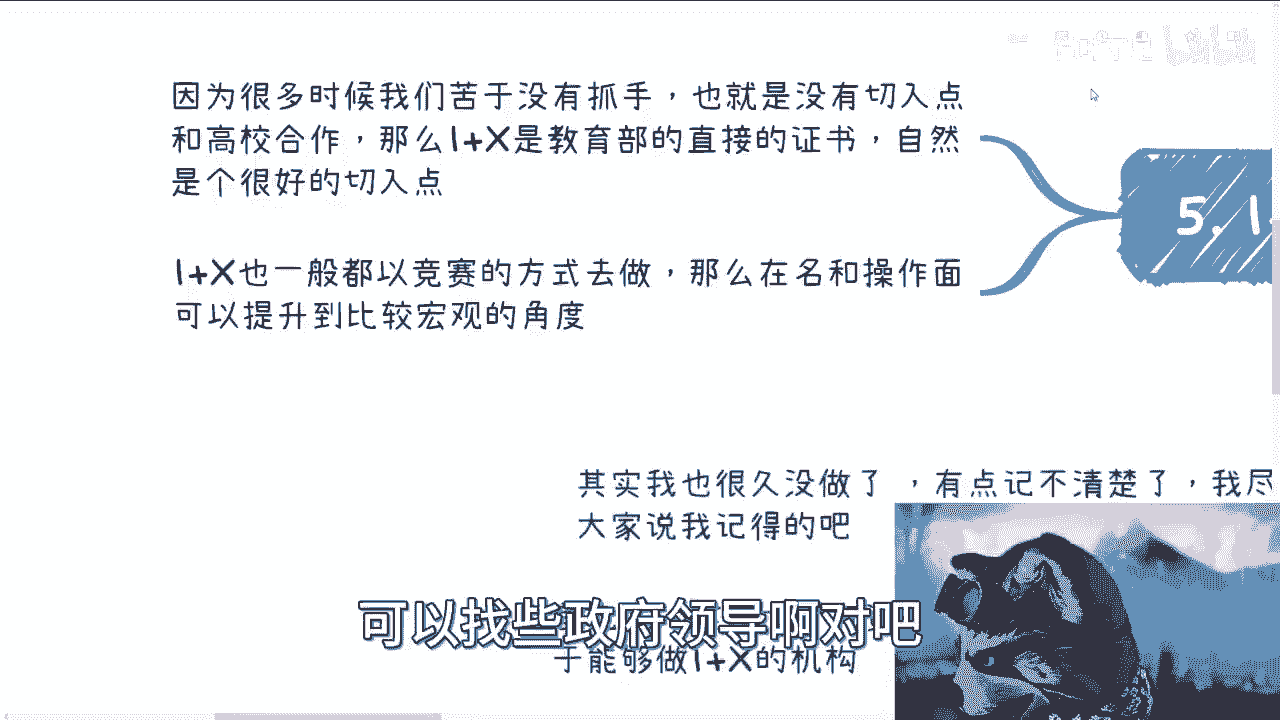 因为很多时候我们苦于没有抓手，也就是没有切入点
和高校合作，那么1+X是教育部的直接的证书，自然
是个很好的切入点
5.1
1+X也一般都以竞赛的方式去做，那么在名和操作面
可以提升到比较宏观的角度
其实我也很久没做了，有点记不清楚了，我尽
大家说我记得的吧
可以找些政府领导啊对吧
于能够做1+X的机构